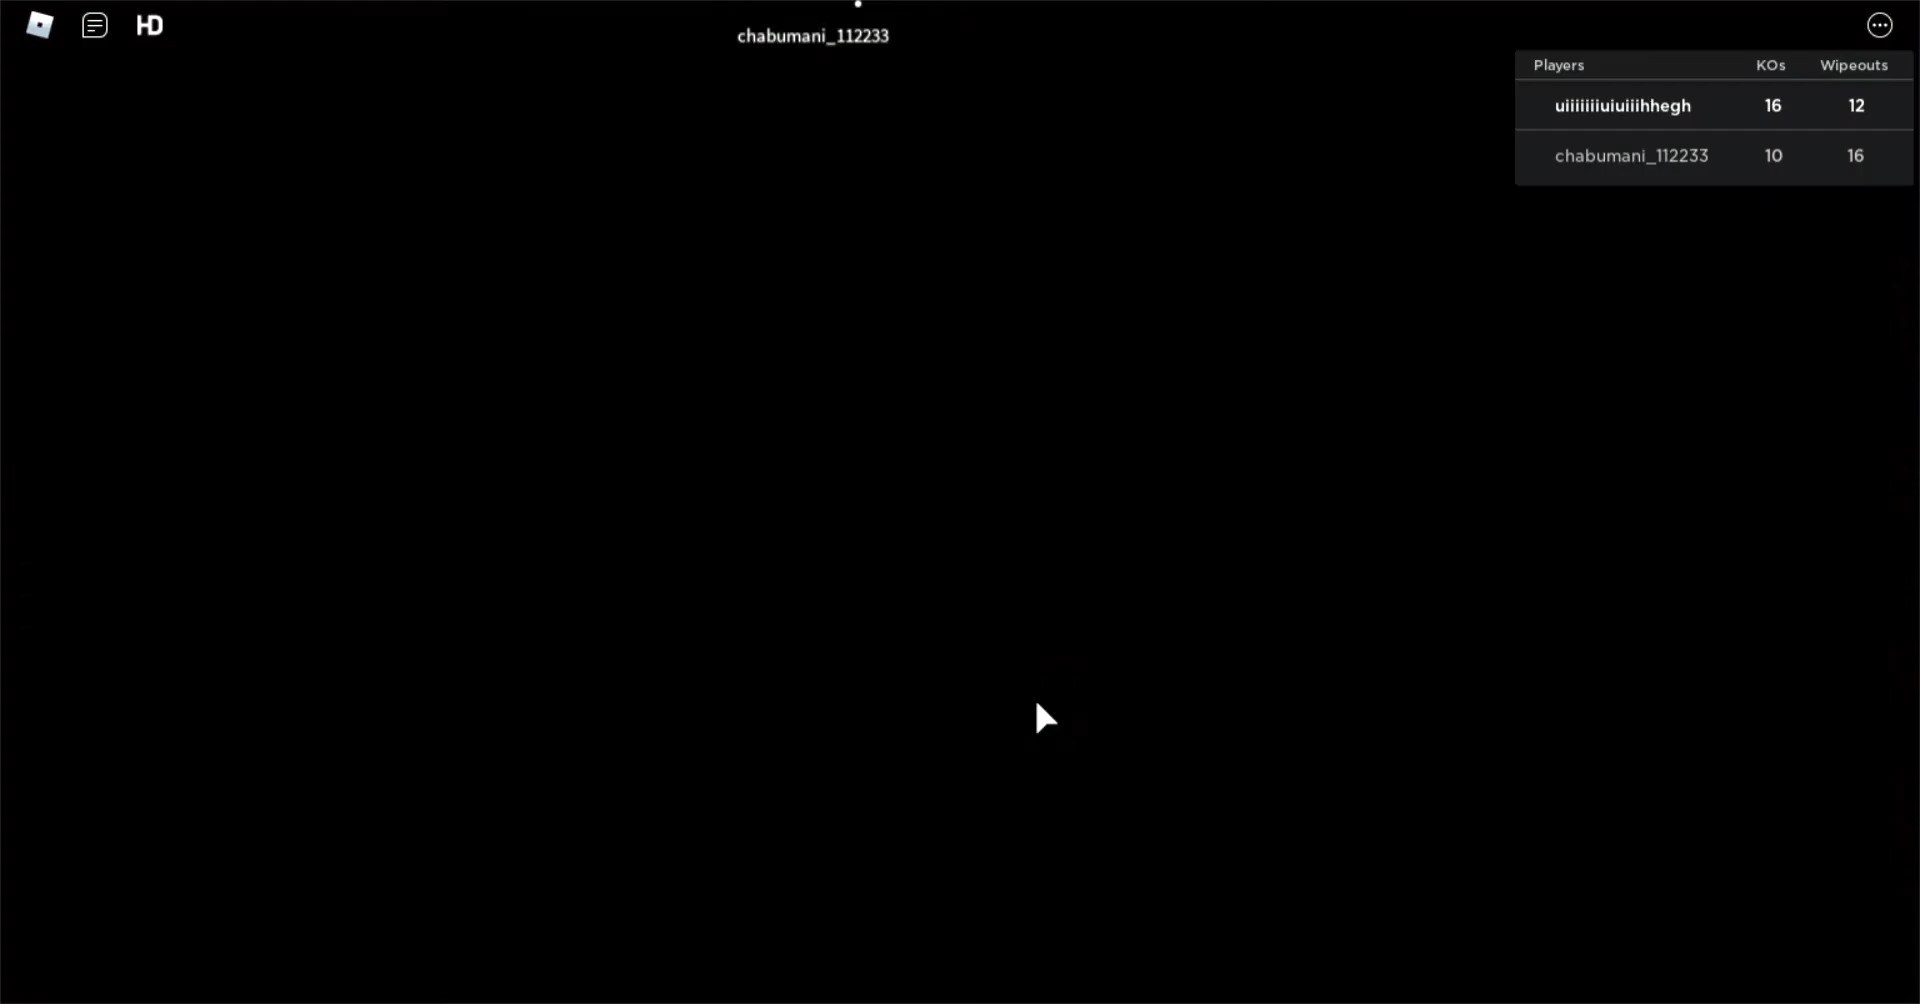 HD
chabumani_112233
Players KOs Wipeouts
uiiiiiiiuiuiiihhegh 16 12
chabumani_112233 10 16